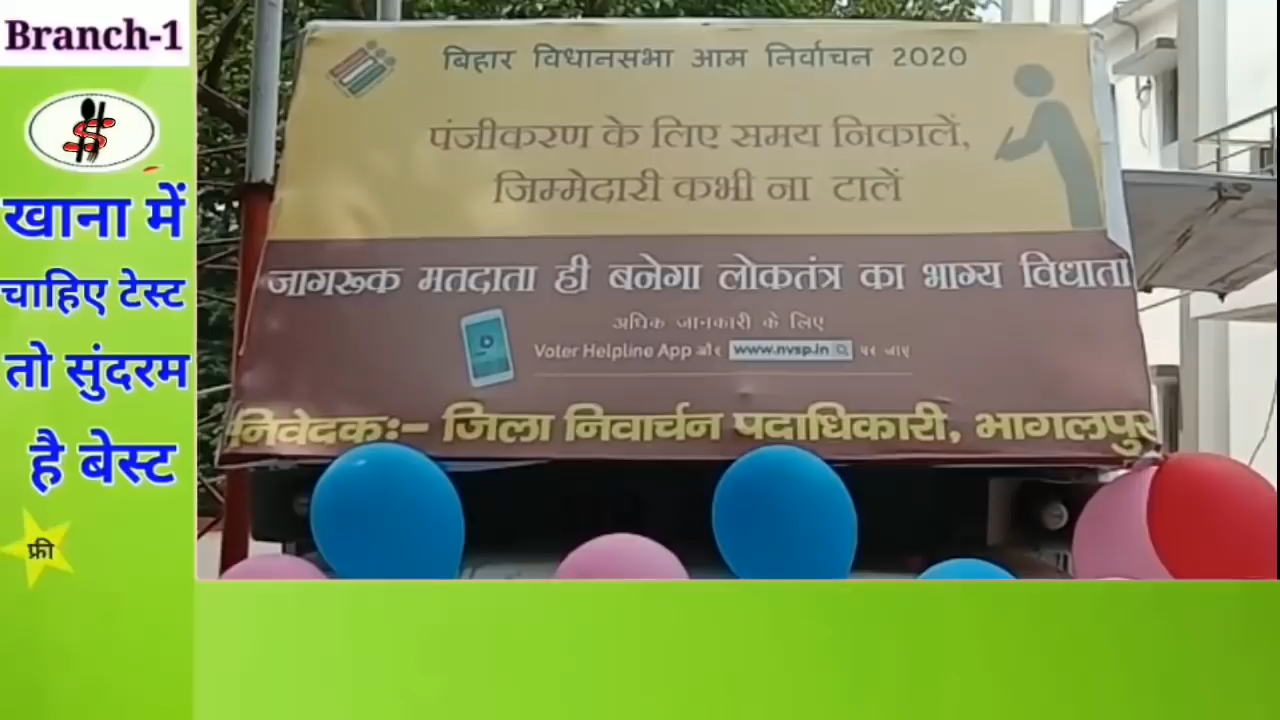 Branch-1
खाना में
चाहिए टेस्ट
तो सुंदरम
है बेस्ट
फ्री
बिहार विधानसभा आम निर्वाचन 2020
पंजीकरण के लिए समय निकालें,
जिम्मेदारी कभी ना टालें
जागरूक मतदाता ही बनेगा लोकतंत्र का भाग्य विधाता
अधिक जानकारी के लिए
Voter Helpline App और www.nvsp.in पर जाएं
निवेदकः- जिला निवार्चन पदाधिकारी, भागलपुर